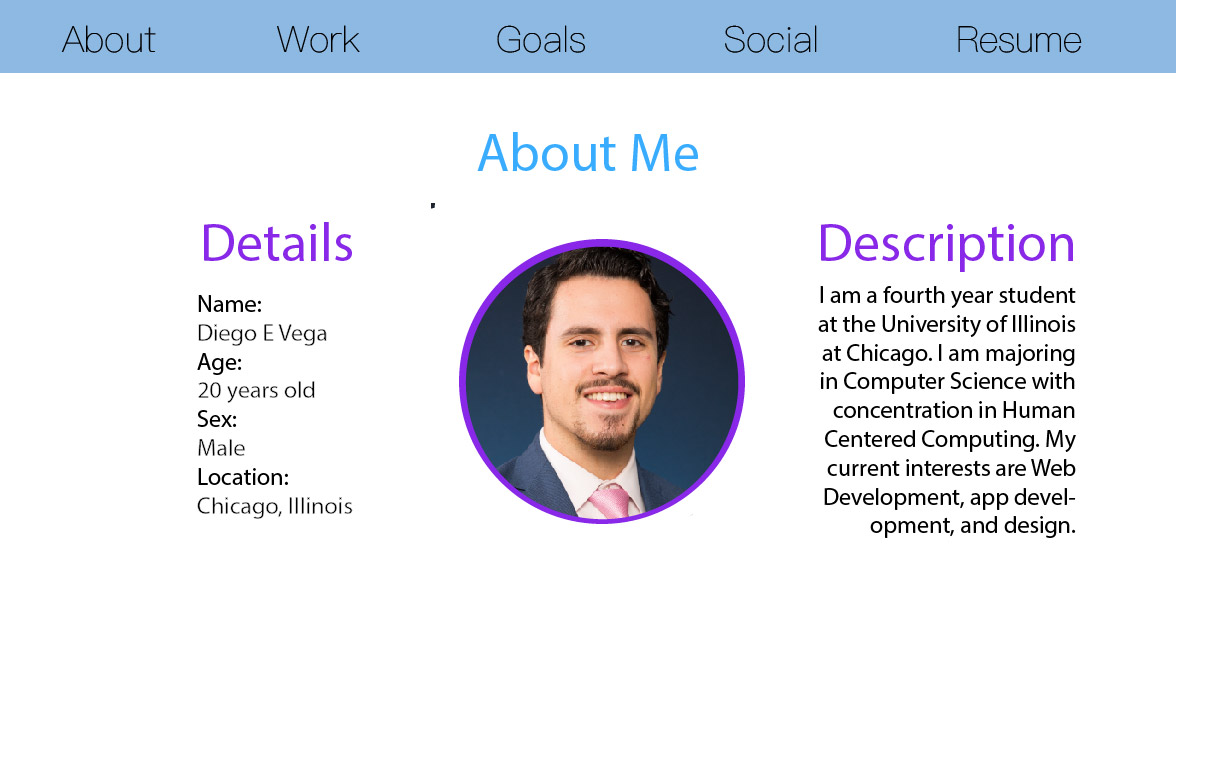 About Work Goals Social Resume
About Me
Details
Name:
Diego E Vega
Age:
20 years old
Sex:
Male
Location:
Chicago, Illinois
Description
I am a fourth year student
at the University of Illinois
at Chicago. I am majoring
in Computer Science with
concentration in Human
Centered Computing. My
current interests are Web
Development, app devel-
opment, and design.